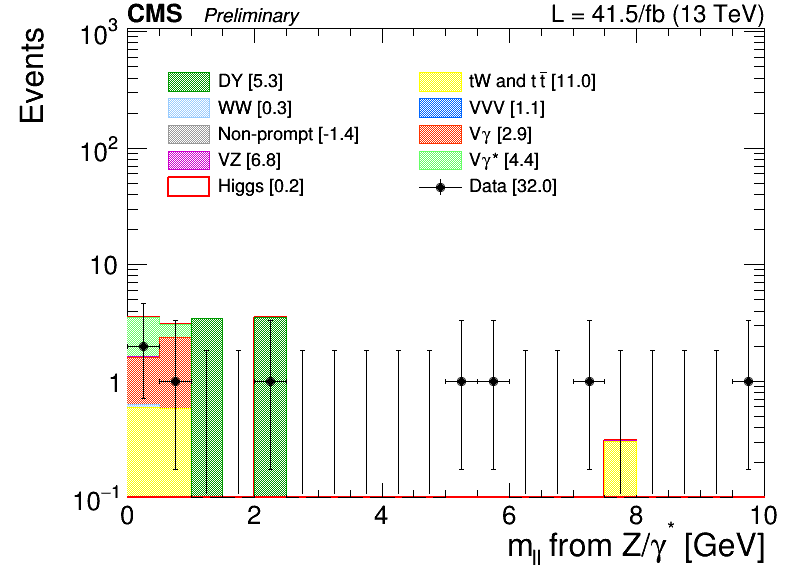 CMS Preliminary L = 41.5/fb (13 TeV)
Events
10³
10²
10
1
10⁻¹
DY [5.3]
WW [0.3]
Non-prompt [-1.4]
VZ [6.8]
Higgs [0.2]
tW and t t̄ [11.0]
VVV [1.1]
Vγ [2.9]
Vγ* [4.4]
Data [32.0]
0 2 4 6 8 10
m_ll from Z/γ* [GeV]